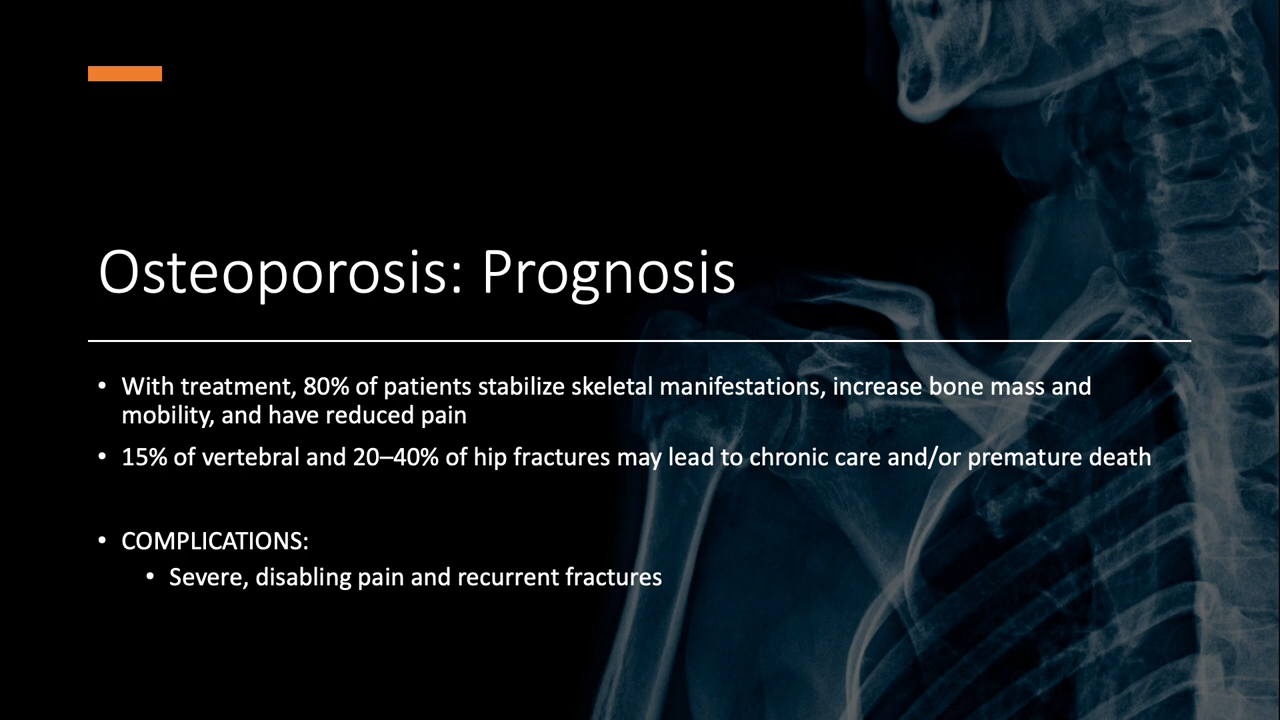 Osteoporosis: Prognosis
• With treatment, 80% of patients stabilize skeletal manifestations, increase bone mass and
mobility, and have reduced pain
• 15% of vertebral and 20–40% of hip fractures may lead to chronic care and/or premature death
• COMPLICATIONS:
• Severe, disabling pain and recurrent fractures